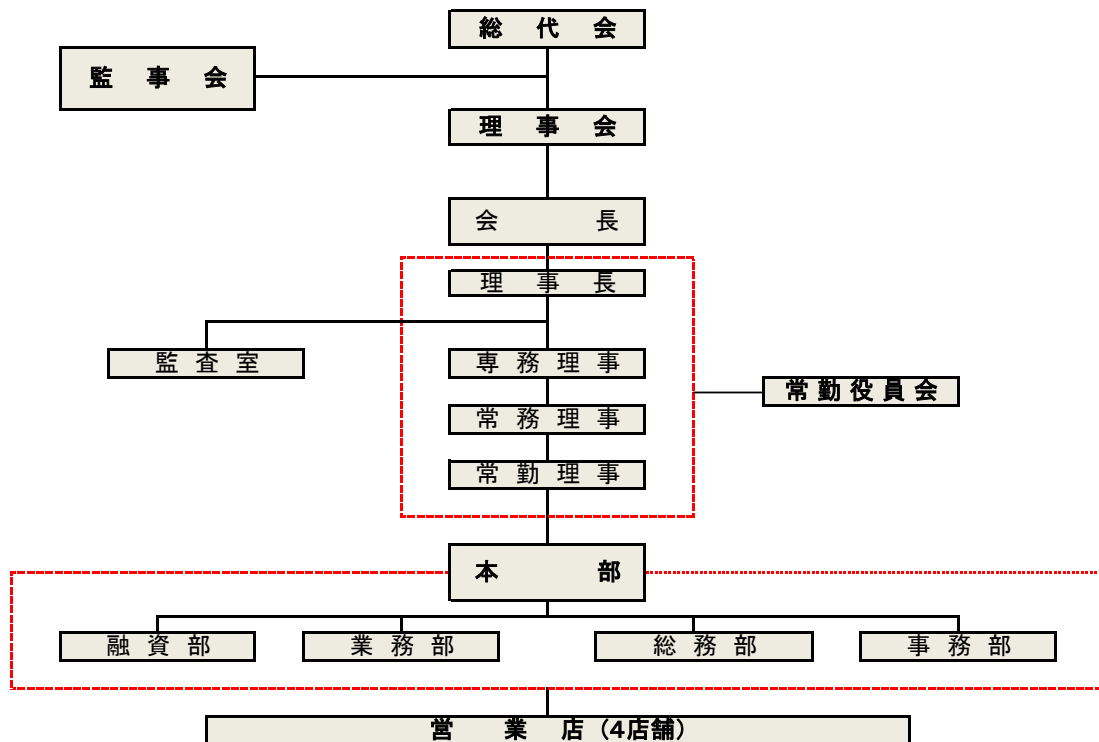 総　代　会
監　事　会
理　事　会
会　　　長
理　事　長
監 査 室
専 務 理 事
常 勤 役 員 会
常 務 理 事
常 勤 理 事
本　　　部
融 資 部
業 務 部
総 務 部
事 務 部
営　業　店（4店舗）